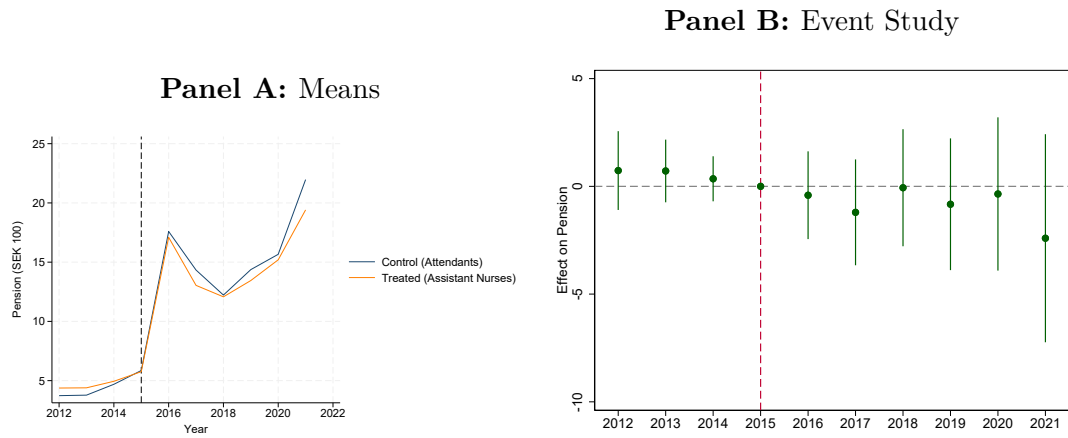 Panel A: Means
25
20
15
10
5
Pension (SEK 100)
2012 2014 2016 2018 2020 2022
Year
Control (Attendants)
Treated (Assistant Nurses)
Panel B: Event Study
5
0
-5
-10
Effect on Pension
2012 2013 2014 2015 2016 2017 2018 2019 2020 2021